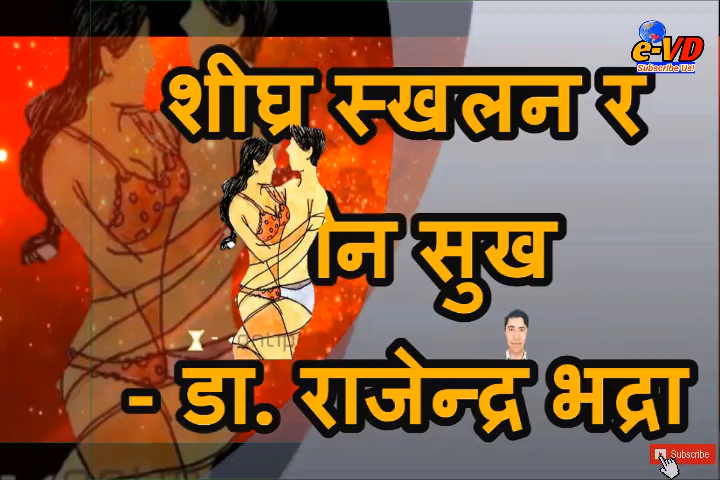 e-VD
Subscribe Us!
शीघ्र स्खलन र
न सुख
- डा. राजेन्द्र भद्रा
Subscribe